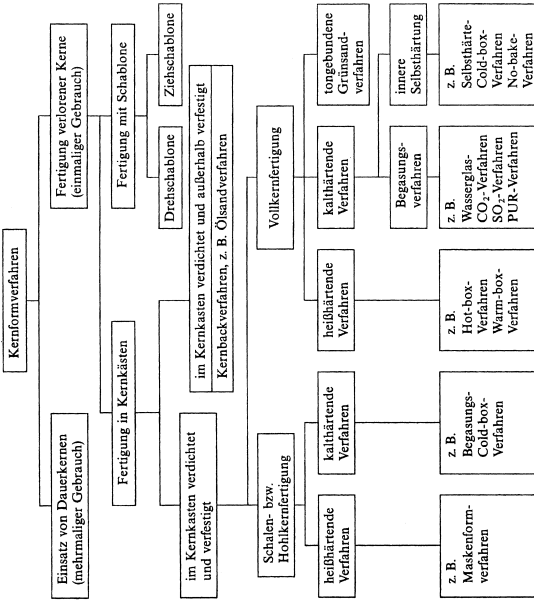 Kernformverfahren
Einsatz von Dauerkernen
(mehrmaliger Gebrauch)
Fertigung verlorener Kerne
(einmaliger Gebrauch)
Fertigung in Kernkästen
Fertigung mit Schablone
Drehschablone
Ziehschablone
im Kernkasten verdichtet
und verfestigt
im Kernkasten verdichtet und außerhalb verfestigt
Kernbackverfahren, z. B. Ölsandverfahren
Schalen- bzw.
Hohlkernfertigung
Vollkernfertigung
heißhärtende
Verfahren
kalthärtende
Verfahren
heißhärtende
Verfahren
kalthärtende
Verfahren
tongebundene
Grünsand-
verfahren
Begasungs-
verfahren
innere
Selbsthärtung
z. B.
Maskenform-
verfahren
z. B.
Begasungs-
Cold-box-
Verfahren
z. B.
Hot-box-
Verfahren
Warm-box-
Verfahren
z. B.
Wasserglas-
CO₂-Verfahren
SO₂-Verfahren
PUR-Verfahren
z. B.
Selbsthärte-
Cold-box-
Verfahren
No-bake-
Verfahren